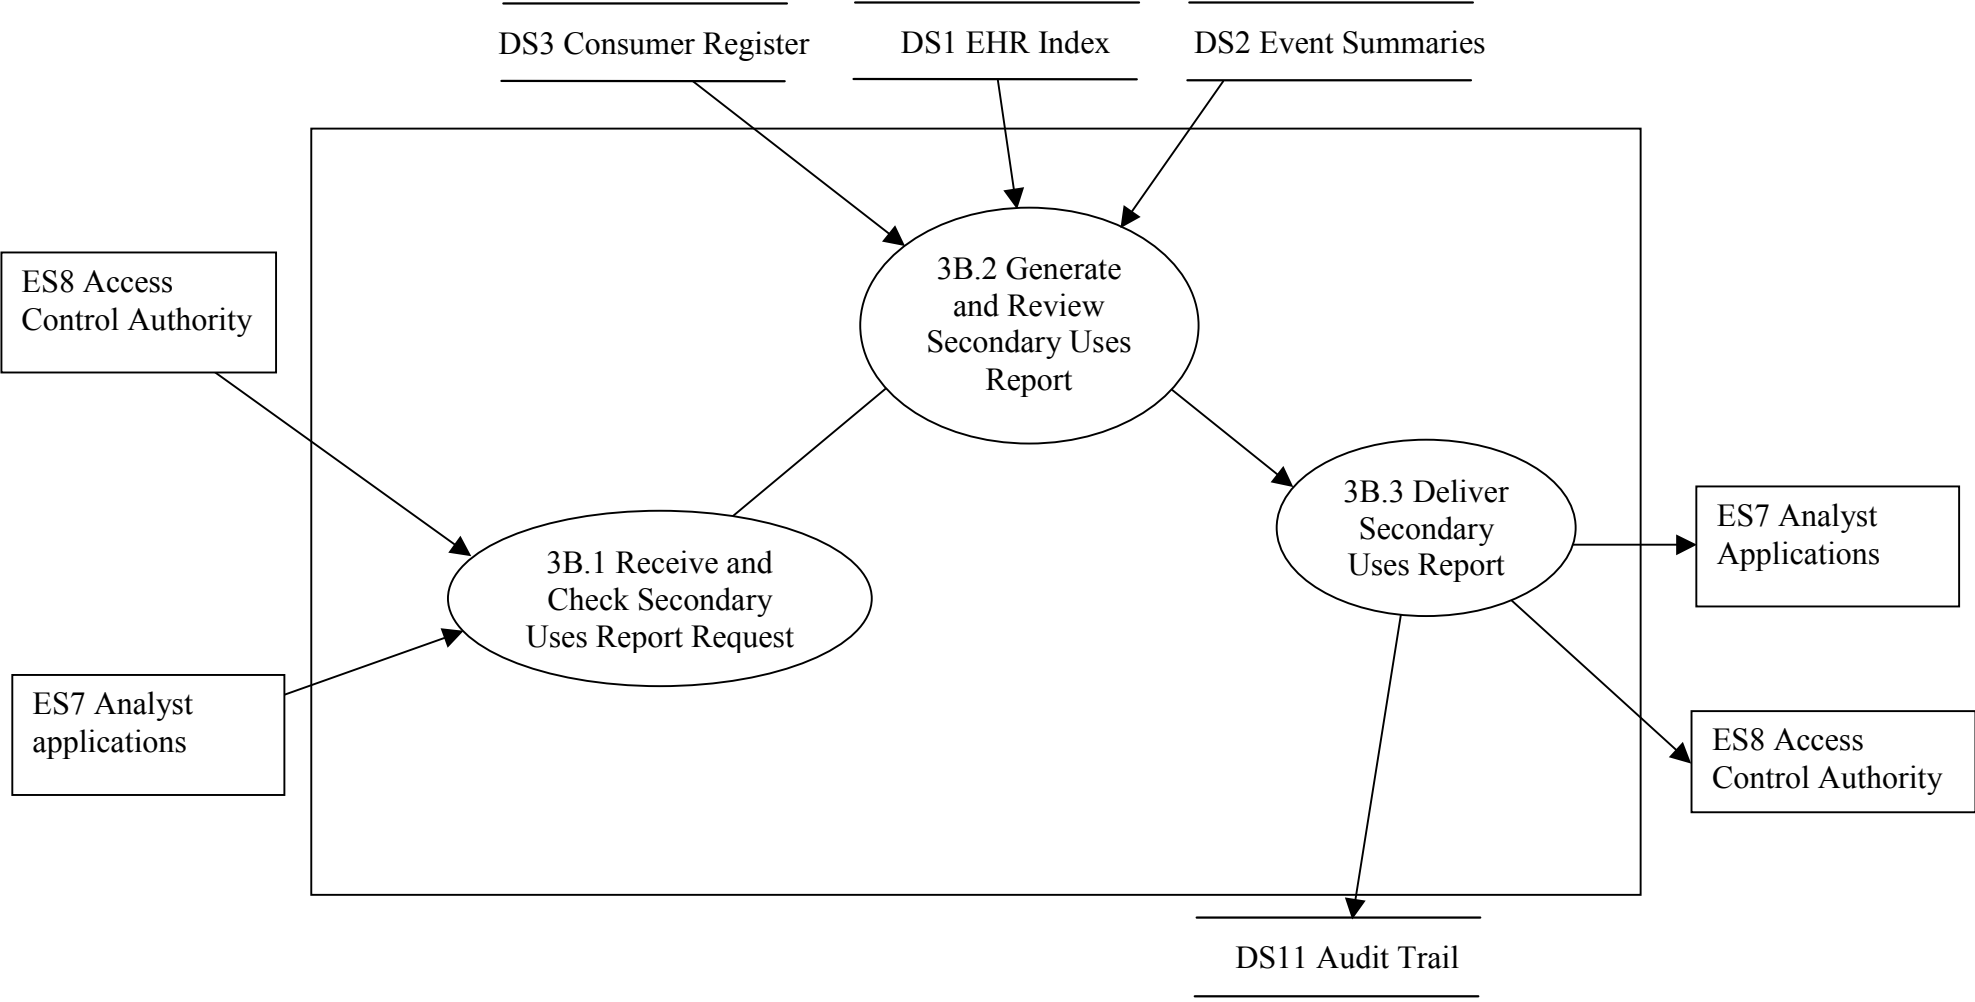 DS3 Consumer Register
DS1 EHR Index
DS2 Event Summaries
ES8 Access
Control Authority
3B.2 Generate
and Review
Secondary Uses
Report
3B.1 Receive and
Check Secondary
Uses Report Request
3B.3 Deliver
Secondary
Uses Report
ES7 Analyst
Applications
ES7 Analyst
applications
ES8 Access
Control Authority
DS11 Audit Trail